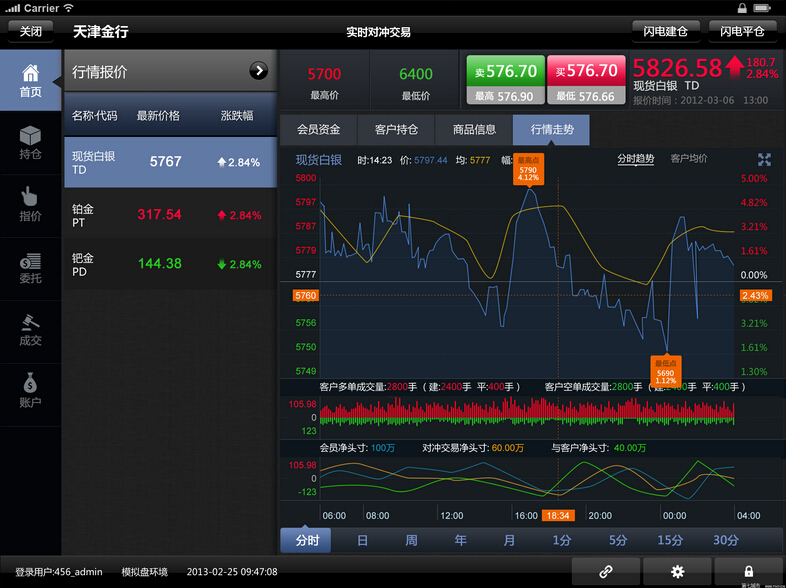 Carrier
关闭
天津金行
实时对冲交易
闪电建仓
闪电平仓
首页
持仓
指价
委托
成交
账户
行情报价
名称·代码 最新价格 涨跌幅
现货白银
TD
5767 2.84%
铂金
PT
317.54 2.84%
钯金
PD
144.38 2.84%
5700
最高价
6400
最低价
卖576.70
最高 576.90
买576.70
最低 576.66
5826.58 180.7
2.84%
现货白银 TD
报价时间：2012-03-06 13:00
会员资金 客户持仓 商品信息 行情走势
现货白银 时:14:23 价: 5797.44 均: 5777 幅:
分时趋势 客户均价
最高点
5790
4.12%
5800
5797
5787
5779
5777
5760
5756
5750
5749
5.00%
4.82%
3.21%
1.61%
0.00%
2.43%
3.21%
1.61%
1.30%
最低点
5690
1.12%
客户多单成交量:2800手 ( 建:2400手 平:400手 )
客户空单成交量:2800手 平:400手 )
105.98
0
123
会员净头寸: 100万 对冲交易净头寸: 60.00万 与客户净头寸: 40.00万
105.98
0
-123
06:00 08:00 12:00 16:00 18:34 20:00 00:00 04:00
分时 日 周 年 月 1分 5分 15分 30分
登录用户:456_admin 模拟盘环境 2013-02-25 09:47:08